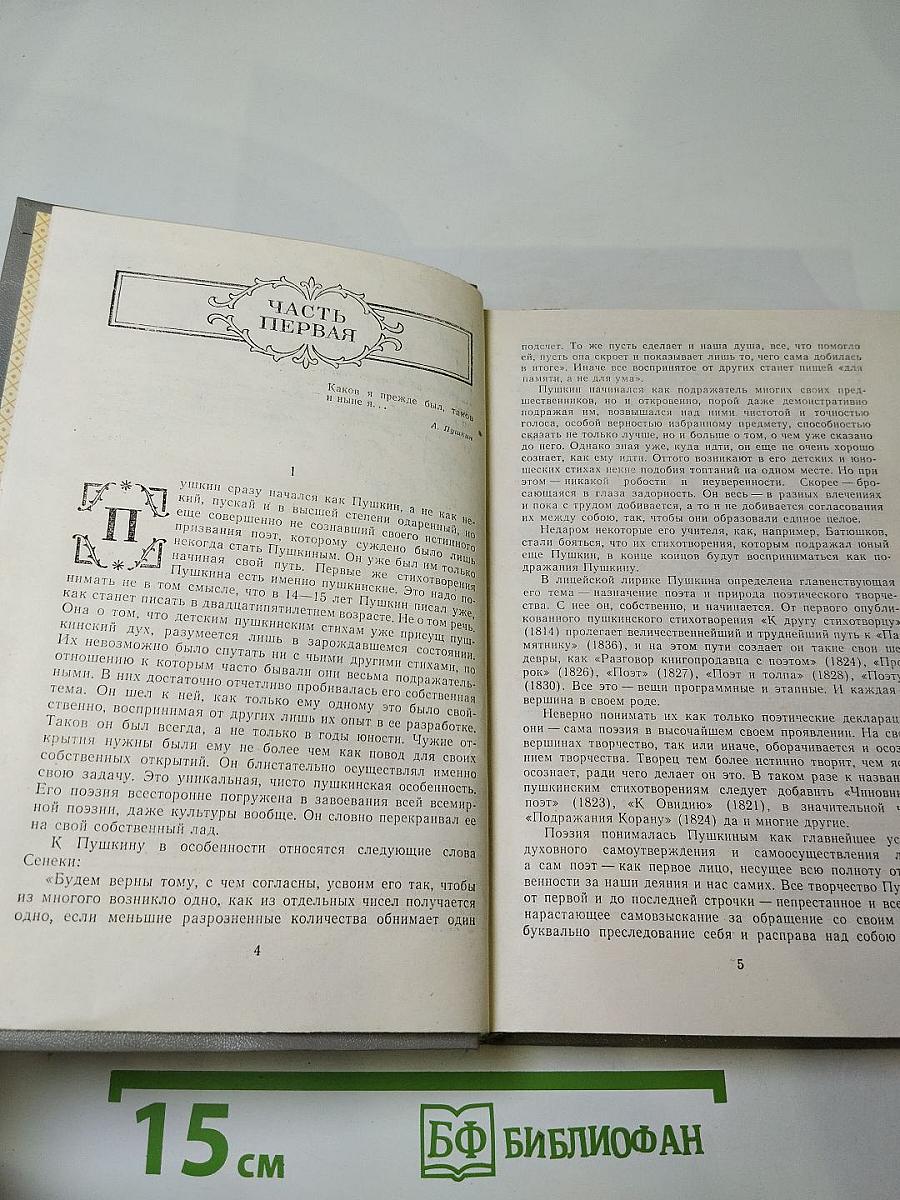 ЧАСТЬ
ПЕРВАЯ
Каков я прежде был, таков
и ныне я...
А. Пушкин
1
Пушкин сразу начался как Пушкин, а не как не-
кий, пускай и в высшей степени одаренный, но
еще совершенно не сознавший своего истинного
призвания поэт, которому суждено было лишь
некогда стать Пушкиным. Он уже был им только
начиная свой путь. Первые же стихотворения
Пушкина есть именно пушкинские. Это надо по-
нимать не в том смысле, что в 14—15 лет Пушкин писал уже,
как станет писать в двадцатипятилетнем возрасте. Не о том речь.
Она о том, что детским пушкинским стихам уже присущ пуш-
кинский дух, разумеется лишь в зарождавшемся состоянии.
Их невозможно было спутать ни с чьими другими стихами, по
отношению к которым часто бывали они весьма подражатель-
ными. В них достаточно отчетливо пробивалась его собственная
тема. Он шел к ней, как только ему одному это было свой-
ственно, воспринимая от других лишь их опыт в ее разработке.
Таков он был всегда, а не только в годы юности. Чужие от-
крытия нужны были ему не более чем как повод для своих
собственных открытий. Он блистательно осуществлял именно
свою задачу. Это уникальная, чисто пушкинская особенность.
Его поэзия всесторонне погружена в завоевания всей всемир-
ной поэзии, даже культуры вообще. Он словно перекраивал ее
на свой собственный лад.
К Пушкину в особенности относятся следующие слова
Сенеки:
«Будем верны тому, с чем согласны, усвоим его так, чтобы
из многого возникло одно, как из отдельных чисел получается
одно, если меньшие разрозненные количества обнимает один
4
подсчет. То же пусть сделает и наша душа, все, что помогло
ей, пусть она скроет и показывает лишь то, чего сама добилась
в итоге». Иначе все воспринятое от других станет пищей «для
памяти, а не для ума».
Пушкин начинался как подражатель многих своих пред-
шественников, но и откровенно, порой даже демонстративно
подражая им, возвышался над ними чистотой и точностью
голоса, особой верностью избранному предмету, способностью
сказать не только лучше, но и больше о том, о чем уже сказано
до него. Однако зная уже, куда идти, он еще не очень хорошо
сознает, как ему идти. Оттого возникают в его детских и юно-
шеских стихах некие подобия топтаний на одном месте. Но при
этом — никакой робости и неуверенности. Скорее — бро-
сающаяся в глаза задорность. Он весь — в разных влечениях
и пока с трудом добивается, а то и не добивается согласования
их между собою, так, чтобы они образовали единое целое.
Недаром некоторые его учителя, как, например, Батюшков,
стали бояться, что их стихотворения, которым подражал юный
еще Пушкин, в конце концов будут восприниматься как по-
дражания Пушкину.
В лицейской лирике Пушкина определена главенствующая
его тема — назначение поэта и природа поэтического творче-
ства. С нее он, собственно, и начинается. От первого опубли-
кованного пушкинского стихотворения «К другу стихотворцу»
(1814) пролегает величественнейший и труднейший путь к «Па-
мятнику» (1836), и на этом пути создает он такие свои ше-
девры, как «Разговор книгопродавца с поэтом» (1824), «Про-
рок» (1826), «Поэт» (1827), «Поэт и толпа» (1828), «Поэту
(1830). Все это — вещи программные и этапные. И каждая
вершина в своем роде.
Неверно понимать их как только поэтические деклараци
они — сама поэзия в высочайшем своем проявлении. На сво
вершинах творчество, так или иначе, оборачивается и осоз
нием творчества. Творец тем более истинно творит, чем яс
осознает, ради чего делает он это. В таком разе к назван
пушкинским стихотворениям следует добавить «Чиновни
поэт» (1823), «К Овидию» (1821), в значительной ч
«Подражания Корану» (1824) да и многие другие.
Поэзия понималась Пушкиным как главнейшее ус
духовного самоутверждения и самоосуществления л
а сам поэт — как первое лицо, несущее всю полноту от
венности за наши деяния и нас самих. Все творчество Пу
от первой и до последней строчки — непрестанное и все
нарастающее самовзыскание за обращение со своим
буквально преследование себя и расправа над собою
5
15 см
БФ БИБЛИОФАН